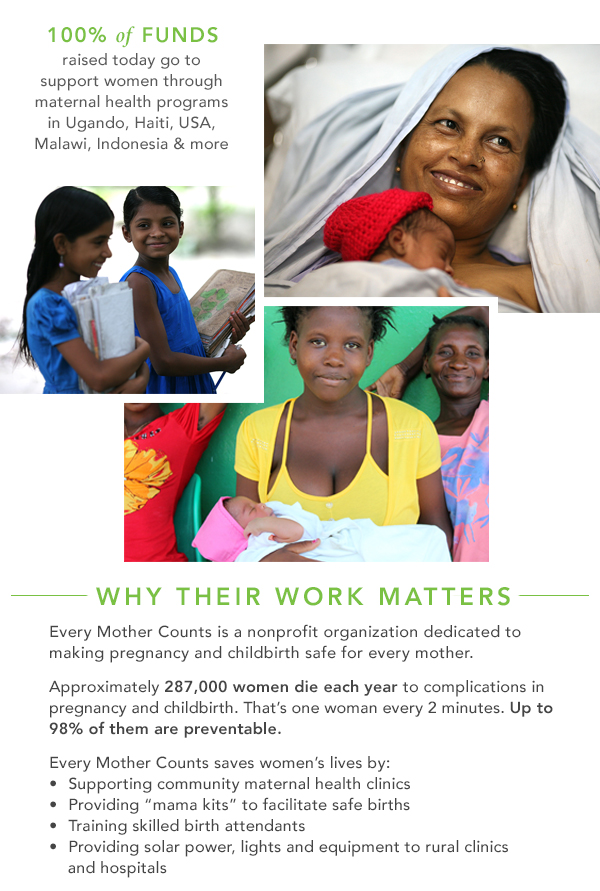 100% of FUNDS
raised today go to
support women through
maternal health programs
in Ugando, Haiti, USA,
Malawi, Indonesia & more
WHY THEIR WORK MATTERS
Every Mother Counts is a nonprofit organization dedicated to
making pregnancy and childbirth safe for every mother.
Approximately 287,000 women die each year to complications in
pregnancy and childbirth. That’s one woman every 2 minutes. Up to
98% of them are preventable.
Every Mother Counts saves women’s lives by:
• Supporting community maternal health clinics
• Providing “mama kits” to facilitate safe births
• Training skilled birth attendants
• Providing solar power, lights and equipment to rural clinics
and hospitals